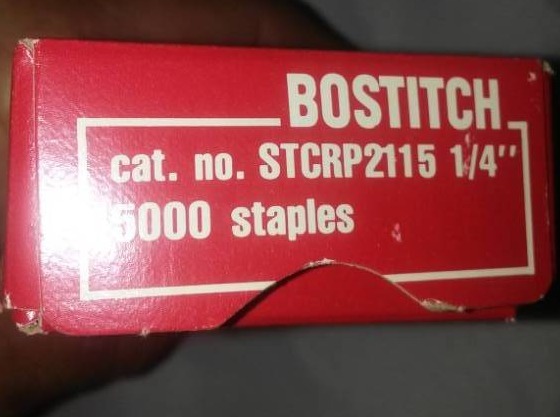 BOSTITCH
cat. no. STCRP2115 1/4"
5000 staples